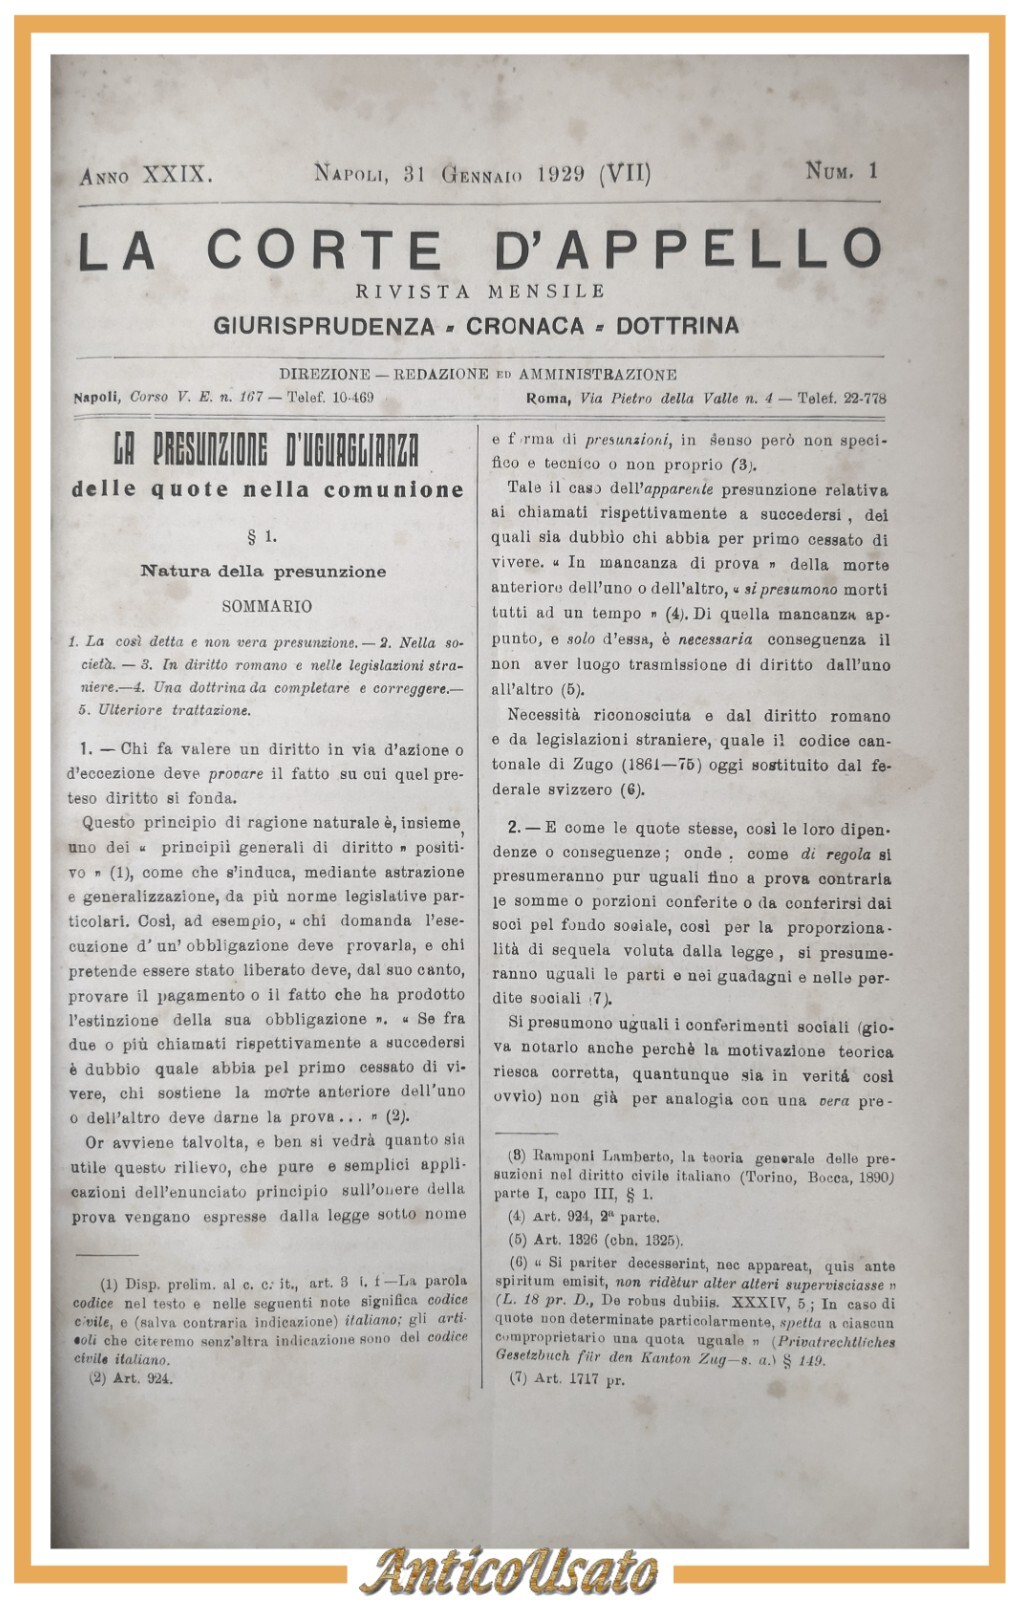 ANNO XXIX.
NAPOLI, 31 GENNAIO 1929 (VII)
NUM. 1
LA CORTE D'APPELLO
RIVISTA MENSILE
GIURISPRUDENZA - CRONACA - DOTTRINA
DIREZIONE — REDAZIONE ED AMMINISTRAZIONE
Napoli, Corso V. E. n. 167 — Telef. 10-469
Roma, Via Pietro della Valle n. 4 — Telef. 22-778
LA PRESUNZIONE D'UGUAGLIANZA
delle quote nella comunione
§ 1.
Natura della presunzione
SOMMARIO
1. La così detta e non vera presunzione. — 2. Nella so-
cietà. — 3. In diritto romano e nelle legislazioni stra-
niere.—4. Una dottrina da completare e correggere.—
5. Ulteriore trattazione.
1. — Chi fa valere un diritto in via d'azione o
d'eccezione deve provare il fatto su cui quel pre-
teso diritto si fonda.
Questo principio di ragione naturale è, insieme,
uno dei « principii generali di diritto » positi-
vo » (1), come che s'induca, mediante astrazione
e generalizzazione, da più norme legislative par-
ticolari. Così, ad esempio, « chi domanda l'ese-
cuzione d' un' obbligazione deve provarla, e chi
pretende essere stato liberato deve, dal suo canto,
provare il pagamento o il fatto che ha prodotto
l'estinzione della sua obbligazione ». « Se fra
due o più chiamati rispettivamente a succedersi
è dubbio quale abbia pel primo cessato di vi-
vere, chi sostiene la morte anteriore dell'uno
o dell'altro deve darne la prova... » (2).
Or avviene talvolta, e ben si vedrà quanto sia
utile questo rilievo, che pure e semplici appli-
cazioni dell'enunciato principio sull'onere della
prova vengano espresse dalla legge sotto nome
(1) Disp. prelim. al c. c. it., art. 3 i. f—La parola
codice nel testo e nelle seguenti note significa codice
civile, e (salva contraria indicazione) italiano; gli arti-
coli che citeremo senz'altra indicazione sono del codice
civile italiano.
(2) Art. 924.
e f rma di presunzioni, in senso però non speci-
fico e tecnico o non proprio (3).
Tale il caso dell'apparente presunzione relativa
ai chiamati rispettivamente a succedersi, dei
quali sia dubbio chi abbia per primo cessato di
vivere. « In mancanza di prova » della morte
anteriore dell'uno o dell'altro, « si presumono morti
tutti ad un tempo » (4). Di quella mancanza ap-
punto, e solo d'essa, è necessaria conseguenza il
non aver luogo trasmissione di diritto dall'uno
all'altro (5).
Necessità riconosciuta e dal diritto romano
e da legislazioni straniere, quale il codice can-
tonale di Zugo (1861—75) oggi sostituito dal fe-
derale svizzero (6).
2. — E come le quote stesse, così le loro dipen-
denze o conseguenze; onde . come di regola si
presumeranno pur uguali fino a prova contraria
le somme o porzioni conferite o da conferirsi dai
soci pel fondo sociale, così per la proporziona-
lità di sequela voluta dalla legge, si presume-
ranno uguali le parti e nei guadagni e nelle per-
dite sociali (7).
Si presumono uguali i conferimenti sociali (gio-
va notarlo anche perchè la motivazione teorica
riesca corretta, quantunque sia in verità così
ovvio) non già per analogia con una vera pre-
(3) Ramponi Lamberto, la teoria generale delle pre-
suzioni nel diritto civile italiano (Torino, Bocca, 1890)
parte I, capo III, § 1.
(4) Art. 924, 2ª parte.
(5) Art. 1326 (cbn. 1325).
(6) « Si pariter decesserint, nec appareat, quis ante
spiritum emisit, non ridètur alter alteri supervisciasse »
(L. 18 pr. D., De robus dubiis. XXXIV, 5; In caso di
quote non determinate particolarmente, spetta a ciascun
comproprietario una quota uguale » (Privatrechtliches
Gesetzbuch für den Kanton Zug—s. a.) § 149.
(7) Art. 1717 pr.
AnticoUsato